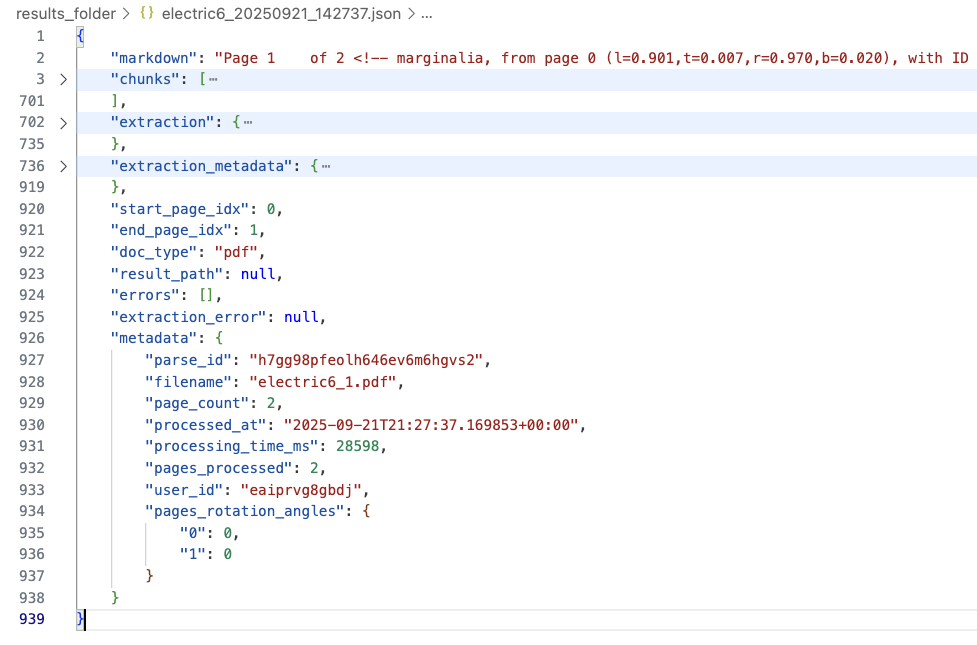 results_folder > {} electric6_20250921_142737.json > ...
1 {
2 "markdown": "Page 1    of 2 <!-- marginalia, from page 0 (l=0.901,t=0.007,r=0.970,b=0.020), with ID
3 > "chunks": [⋯
701 ],
702 > "extraction": {⋯
735 },
736 > "extraction_metadata": {⋯
919 },
920 "start_page_idx": 0,
921 "end_page_idx": 1,
922 "doc_type": "pdf",
923 "result_path": null,
924 "errors": [],
925 "extraction_error": null,
926 "metadata": {
927 "parse_id": "h7gg98pfeolh646ev6m6hgvs2",
928 "filename": "electric6_1.pdf",
929 "page_count": 2,
930 "processed_at": "2025-09-21T21:27:37.169853+00:00",
931 "processing_time_ms": 28598,
932 "pages_processed": 2,
933 "user_id": "eaiprvg8gbdj",
934 "pages_rotation_angles": {
935 "0": 0,
936 "1": 0
937 }
938 }
939 }